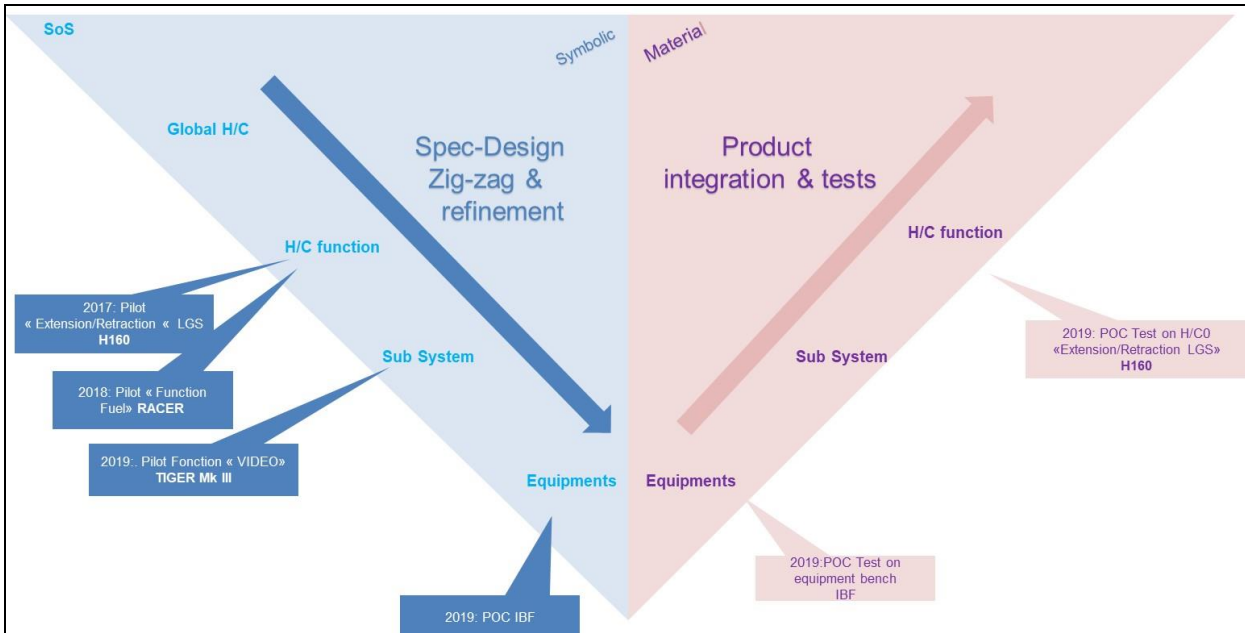 SoS
Symbolic
Material
Global H/C
Spec-Design
Zig-zag &
refinement
Product
integration & tests
H/C function
H/C function
2017: Pilot
« Extension/Retraction « LGS
H160
2018: Pilot « Function
Fuel» RACER
2019:. Pilot Fonction « VIDEO»
TIGER Mk III
Sub System
Sub System
2019: POC Test on H/C0
«Extension/Retraction LGS»
H160
Equipments
Equipments
2019: POC IBF
2019:POC Test on
equipment bench
IBF